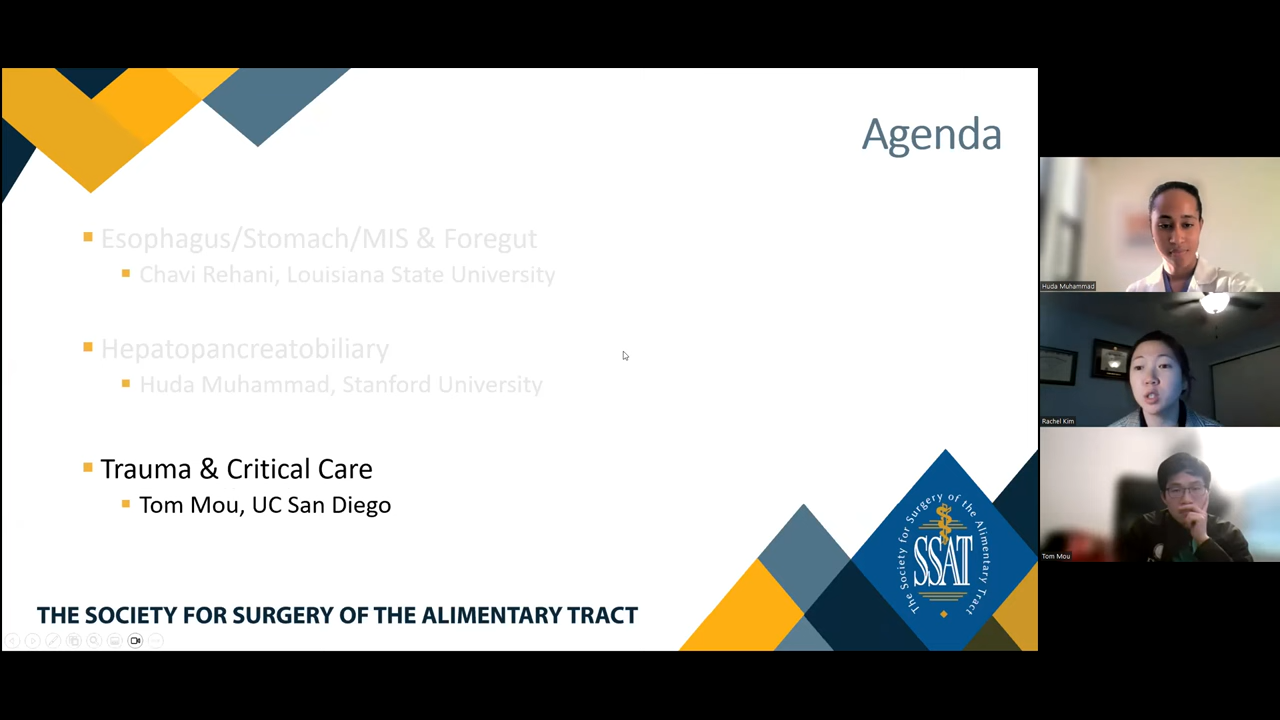 Agenda
Esophagus/Stomach/MIS & Foregut
Chavi Rehani, Louisiana State University
Hepatopancreatobiliary
Huda Muhammad, Stanford University
Trauma & Critical Care
Tom Mou, UC San Diego
The Society for Surgery of the Alimentary Tract
SSAT
THE SOCIETY FOR SURGERY OF THE ALIMENTARY TRACT
Huda Muhammad
Rachel Kim
Tom Mou